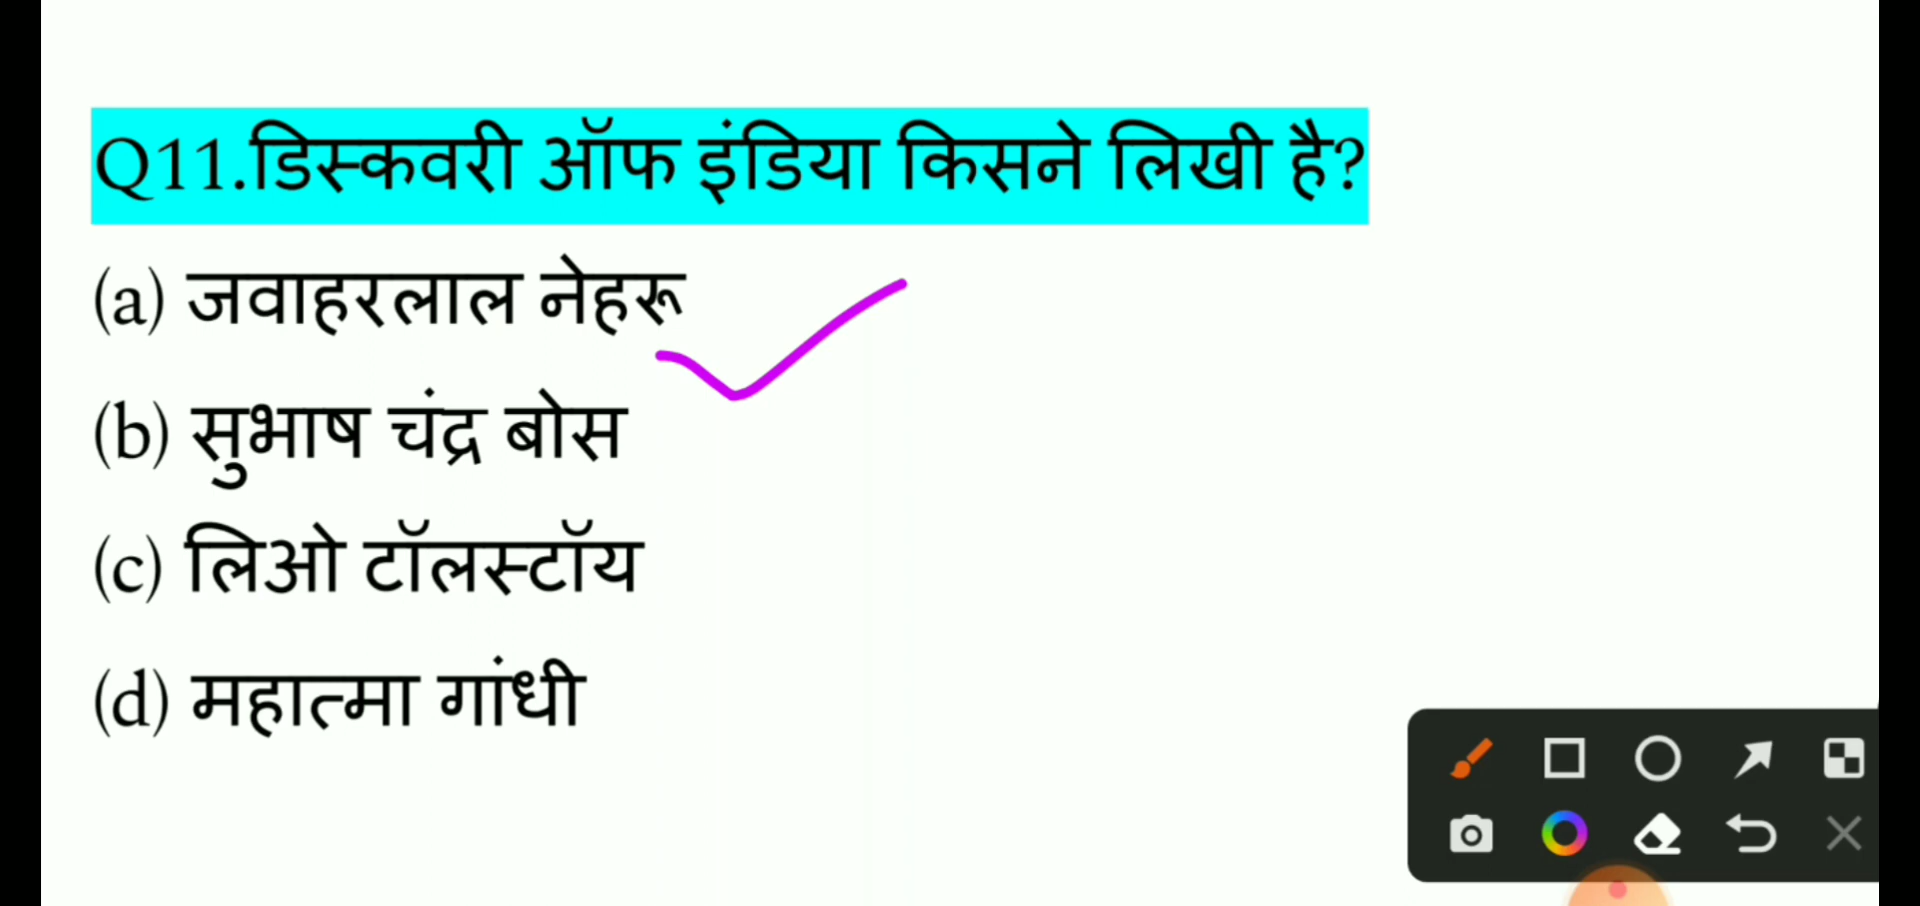 Q11.डिस्कवरी ऑफ इंडिया किसने लिखी है?
(a) जवाहरलाल नेहरू
(b) सुभाष चंद्र बोस
(c) लिओ टॉलस्टॉय
(d) महात्मा गांधी